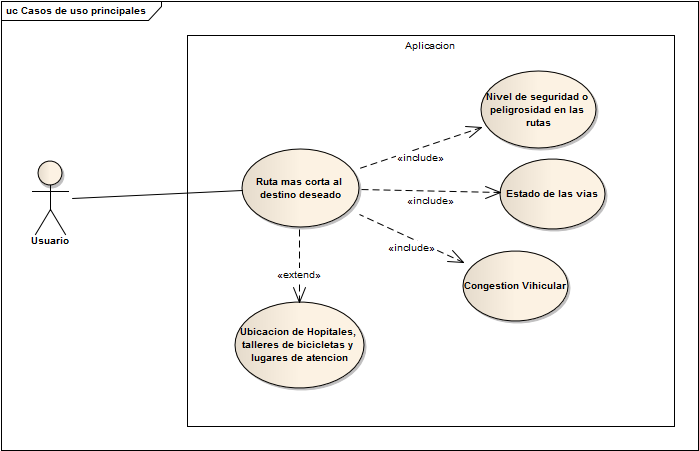 uc Casos de uso principales
Aplicacion
Nivel de seguridad o
peligrosidad en las
rutas
«include»
Ruta mas corta al
destino deseado
Estado de las vias
«include»
Usuario
«include»
«extend»
Congestion Vihicular
Ubicacion de Hopitales,
talleres de bicicletas y
lugares de atencion